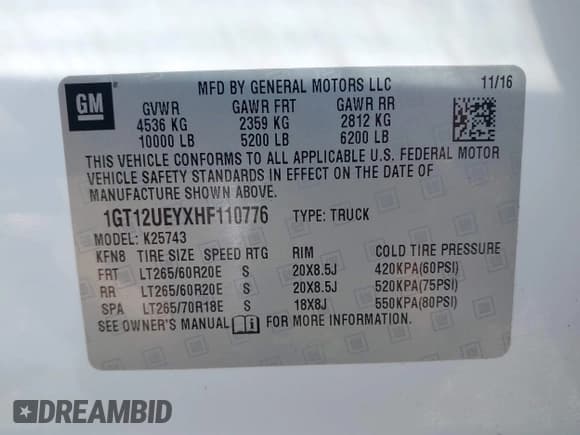 GM
MFD BY GENERAL MOTORS LLC 11/16
GVWR GAWR FRT GAWR RR
4536 KG 2359 KG 2812 KG
10000 LB 5200 LB 6200 LB
THIS VEHICLE CONFORMS TO ALL APPLICABLE U.S. FEDERAL MOTOR
VEHICLE SAFETY STANDARDS IN EFFECT ON THE DATE OF
MANUFACTURE SHOWN ABOVE.
1GT12UEYXHF110776 TYPE: TRUCK
MODEL: K25743
KFN8 TIRE SIZE SPEED RTG RIM COLD TIRE PRESSURE
FRT LT265/60R20E S 20X8.5J 420KPA(60PSI)
RR LT265/60R20E S 20X8.5J 520KPA(75PSI)
SPA LT265/70R18E S 18X8J 550KPA(80PSI)
SEE OWNER'S MANUAL FOR MORE INFORMATION.
DREAMBID